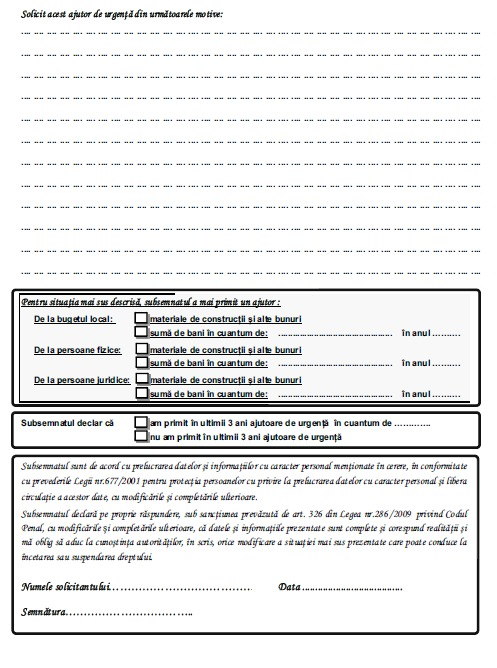 Solicit acest ajutor de urgență din următoarele motive:
Pentru situația mai sus descrisă, subsemnatul a mai primit un ajutor :
De la bugetul local: materiale de construcții și alte bunuri
sumă de bani în cuantum de: ............................................... în anul ..........
De la persoane fizice: materiale de construcții și alte bunuri
sumă de bani în cuantum de: ............................................... în anul ..........
De la persoane juridice: materiale de construcții și alte bunuri
sumă de bani în cuantum de: ............................................... în anul ..........
Subsemnatul declar că am primit în ultimii 3 ani ajutoare de urgență în cuantum de .............
nu am primit în ultimii 3 ani ajutoare de urgență
Subsemnatul sunt de acord cu prelucrarea datelor și informațiilor cu caracter personal menționate în cerere, în conformitate
cu prevederile Legii nr.677/2001 pentru protecția persoanelor cu privire la prelucrarea datelor cu caracter personal și libera
circulație a acestor date, cu modificările și completările ulterioare.
Subsemnatul declară pe proprie răspundere, sub sancțiunea prevăzută de art. 326 din Legea nr.286/2009 privind Codul
Penal, cu modificările și completările ulterioare, că datele și informațiile prezentate sunt complete și corespund realității și
mă oblig să aduc la cunoștința autorităților, în scris, orice modificare a situației mai sus prezentate care poate conduce la
încetarea sau suspendarea dreptului.
Numele solicitantului....................................... Data .......................................
Semnătura...................................